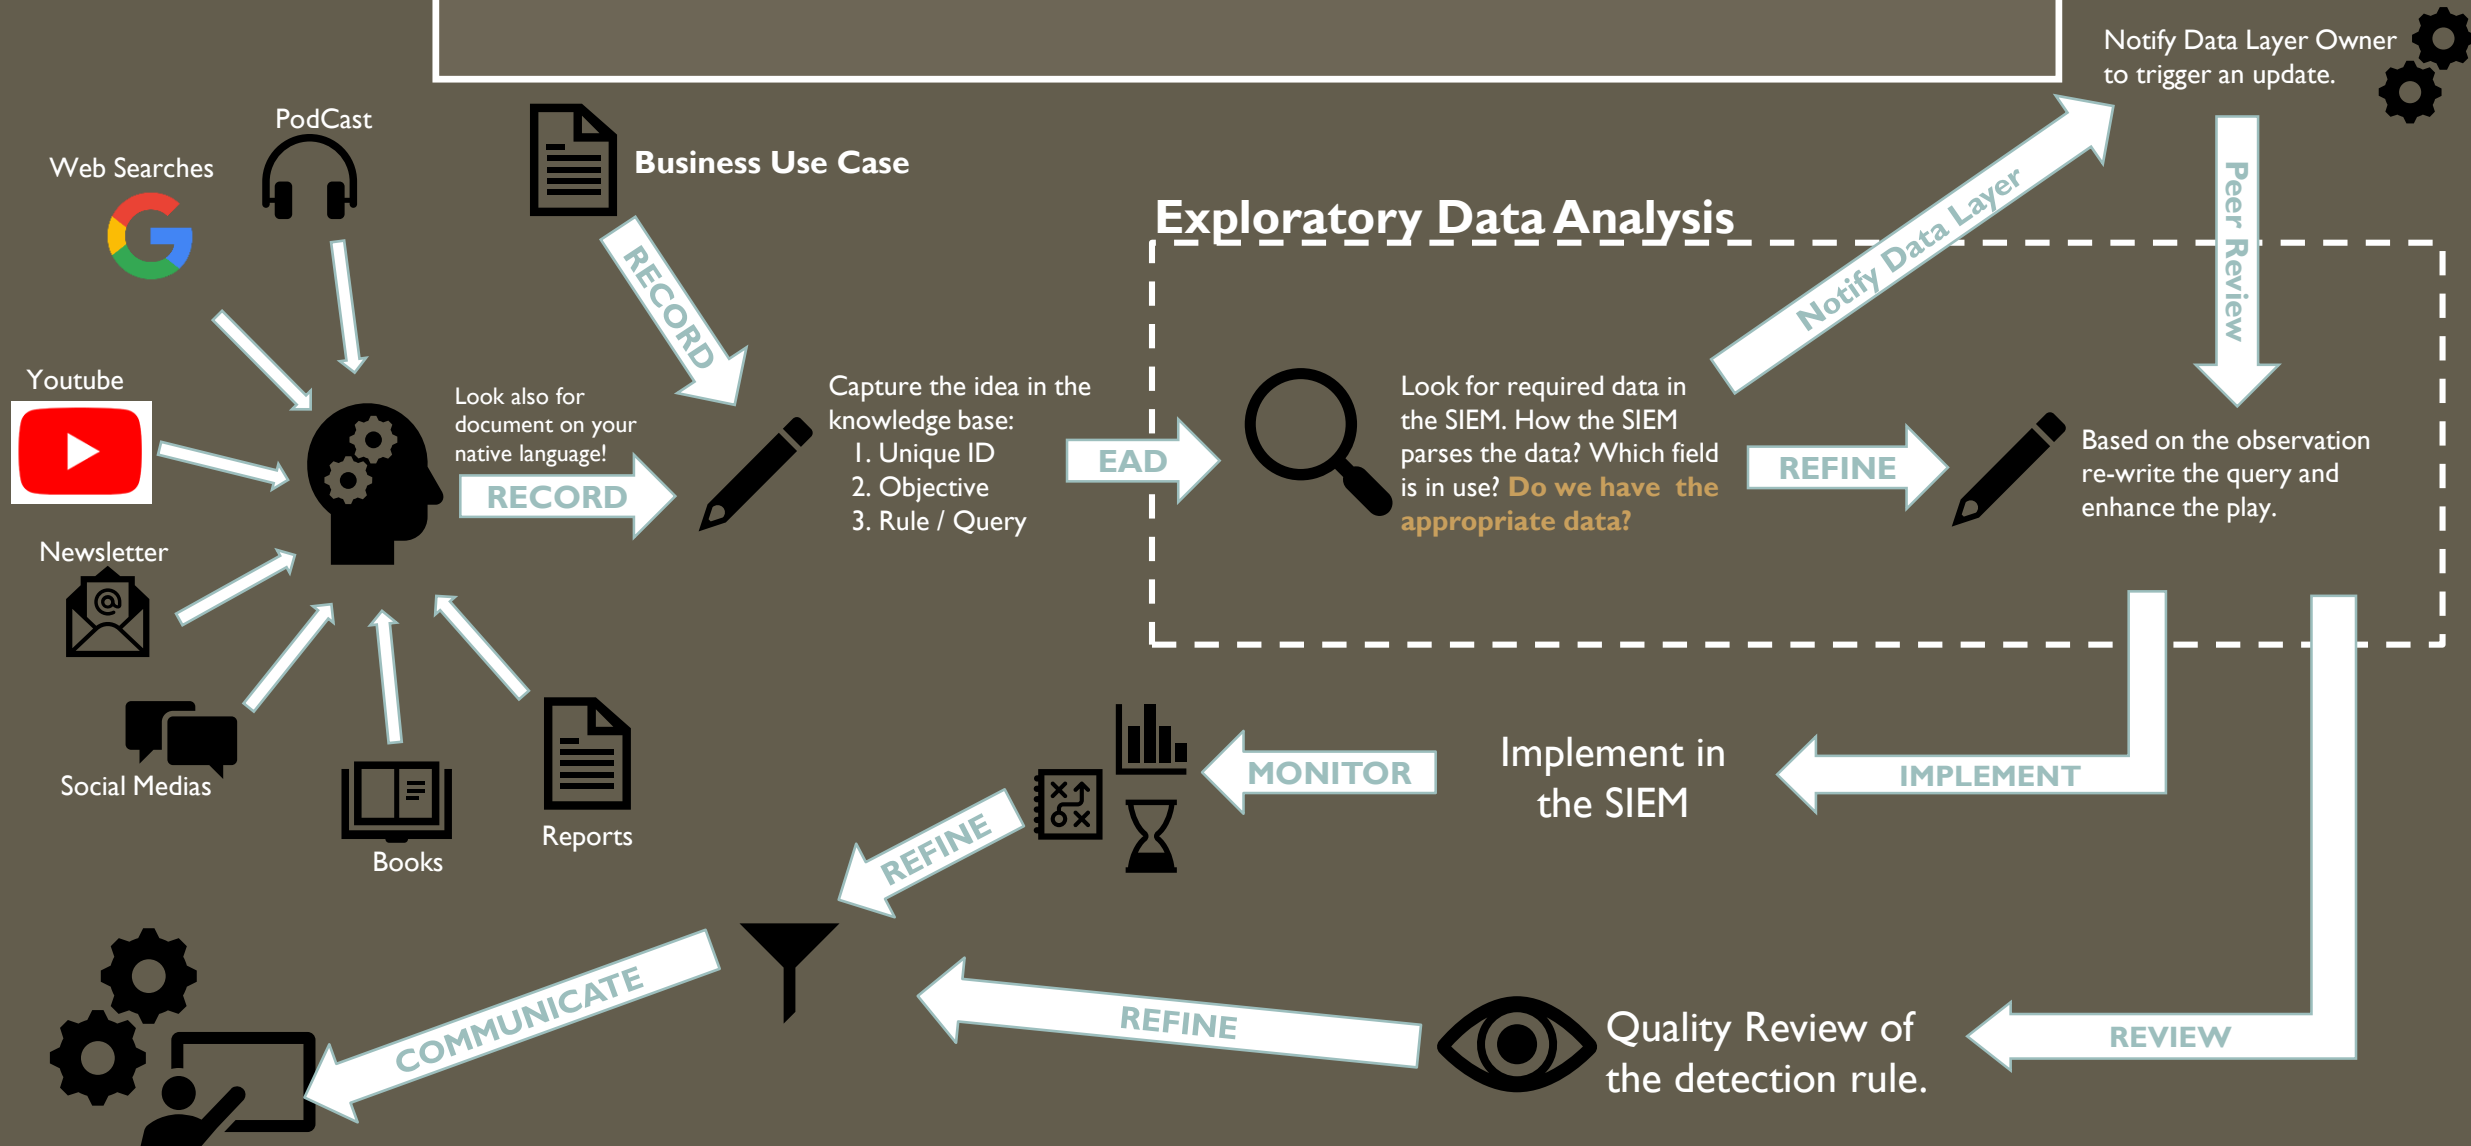 Notify Data Layer Owner
to trigger an update.
PodCast
Web Searches
Business Use Case
Exploratory Data Analysis
RECORD
Notify Data Layer
Peer Review
Youtube
Look also for
document on your
native language!
RECORD
Capture the idea in the
knowledge base:
1. Unique ID
2. Objective
3. Rule / Query
EAD
Look for required data in
the SIEM. How the SIEM
parses the data? Which field
is in use? Do we have the
appropriate data?
REFINE
Based on the observation
re-write the query and
enhance the play.
Newsletter
@
Social Medias
Books
Reports
MONITOR
Implement in
the SIEM
IMPLEMENT
REFINE
COMMUNICATE
REFINE
Quality Review of
the detection rule.
REVIEW